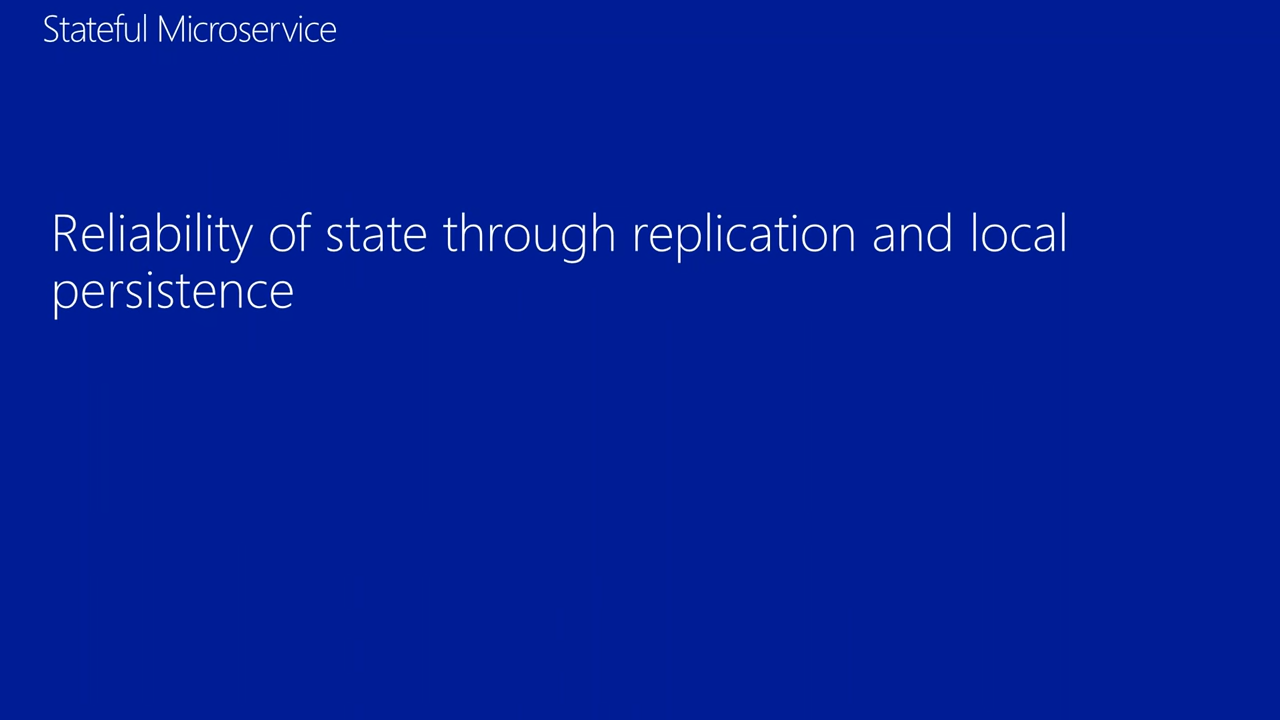 Stateful Microservice
Reliability of state through replication and local
persistence